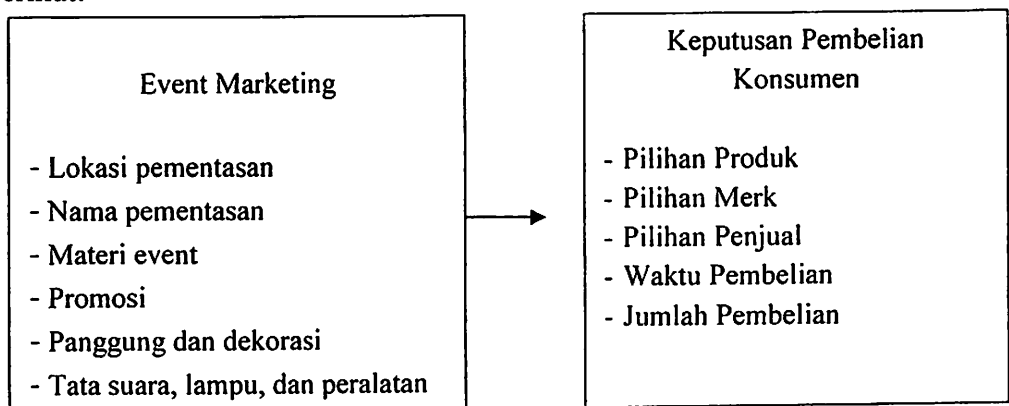 Event Marketing
- Lokasi pementasan
- Nama pementasan
- Materi event
- Promosi
- Panggung dan dekorasi
- Tata suara, lampu, dan peralatan
Keputusan Pembelian
Konsumen
- Pilihan Produk
- Pilihan Merk
- Pilihan Penjual
- Waktu Pembelian
- Jumlah Pembelian